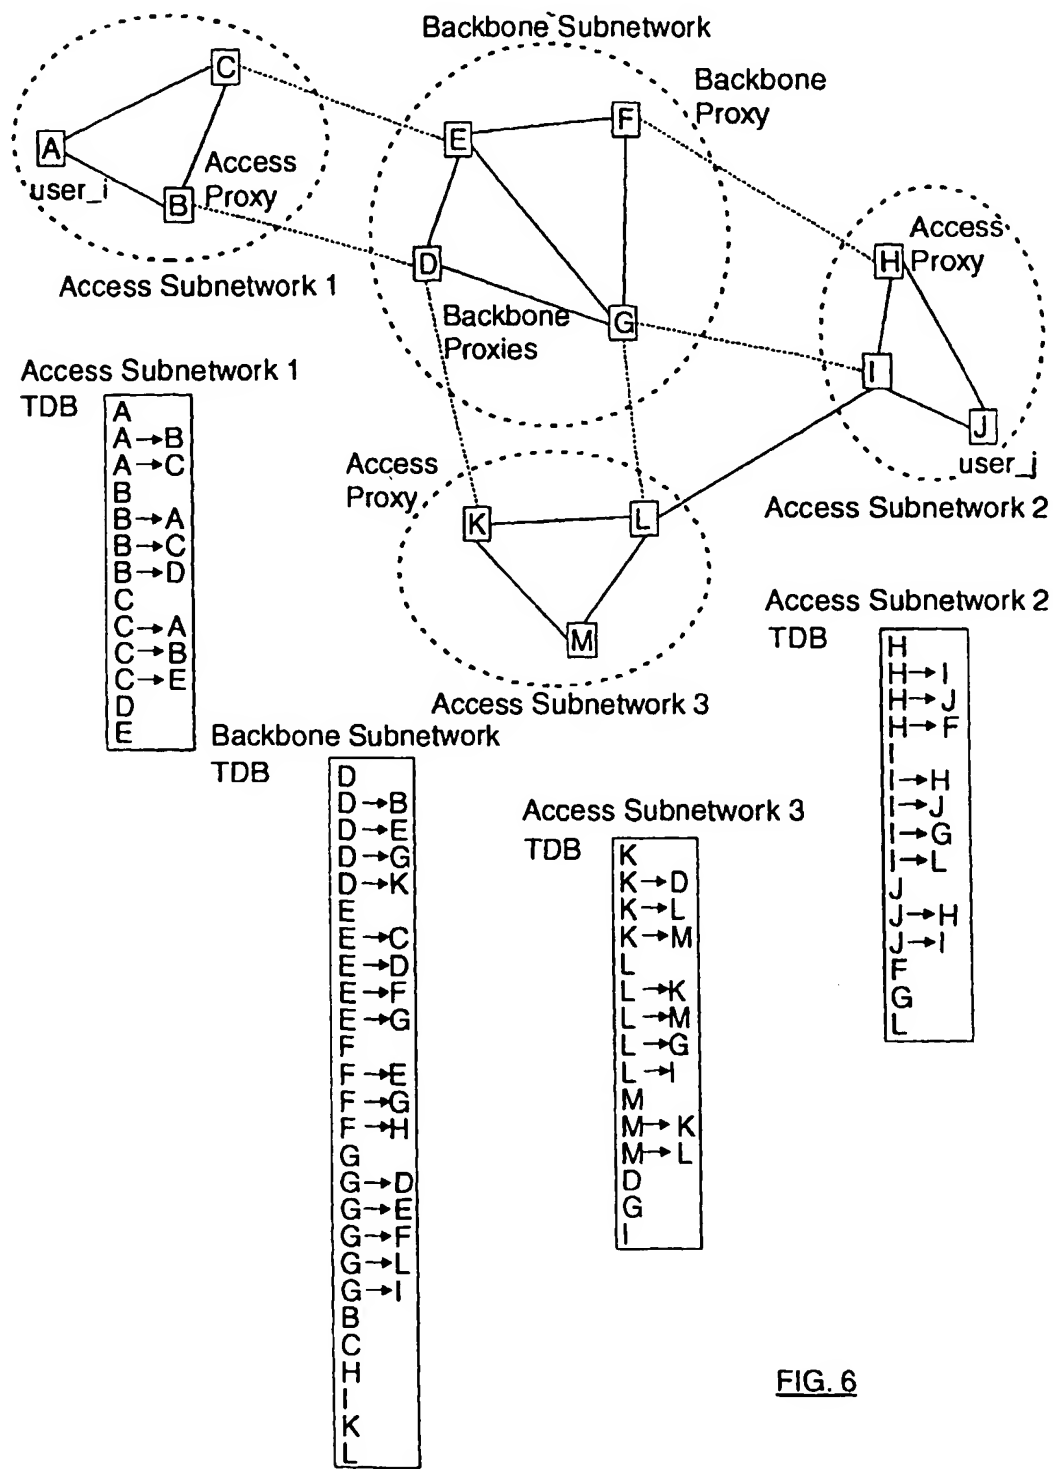 Backbone Subnetwork
C
Backbone
Proxy
F
E
A
Access
Proxy
user_i
B
Access
Proxy
H
D
Access Subnetwork 1
Backbone
Proxies
G
I
J
user_j
Access Subnetwork 2
Access
Proxy
K
L
M
Access Subnetwork 3
Access Subnetwork 1
TDB
A
A→B
A→C
B
B→A
B→C
B→D
C
C→A
C→B
C→E
D
E
Backbone Subnetwork
TDB
D
D→B
D→E
D→G
D→K
E
E→C
E→D
E→F
E→G
F
F→E
F→G
F→H
G
G→D
G→E
G→F
G→L
G→I
B
C
H
I
K
L
Access Subnetwork 3
TDB
K
K→D
K→L
K→M
L
L→K
L→M
L→G
L→I
M
M→K
M→L
D
G
I
Access Subnetwork 2
TDB
H
H→I
H→J
H→F
I
I→H
I→J
I→G
I→L
J
J→H
J→I
F
G
L
FIG. 6